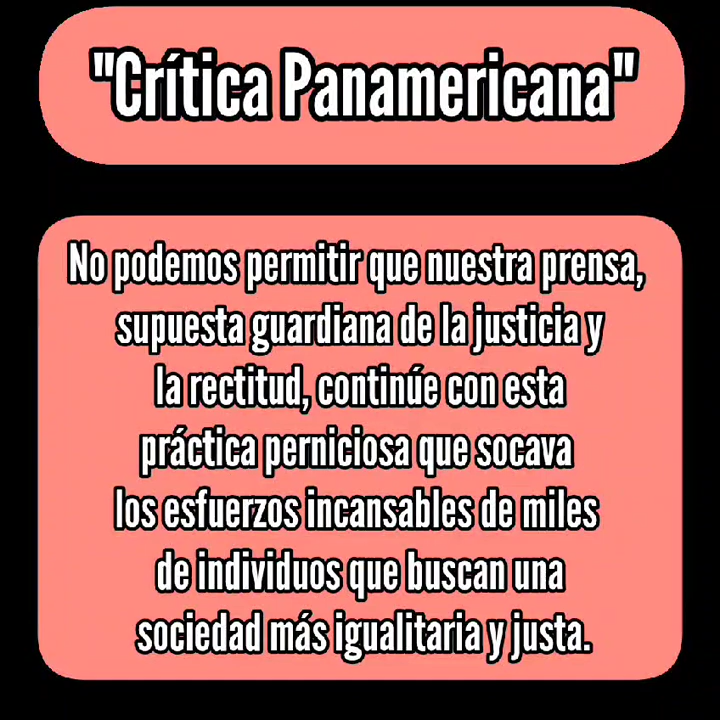 "Crítica Panamericana"
No podemos permitir que nuestra prensa,
supuesta guardiana de la justicia y
la rectitud, continúe con esta
práctica perniciosa que socava
los esfuerzos incansables de miles
de individuos que buscan una
sociedad más igualitaria y justa.